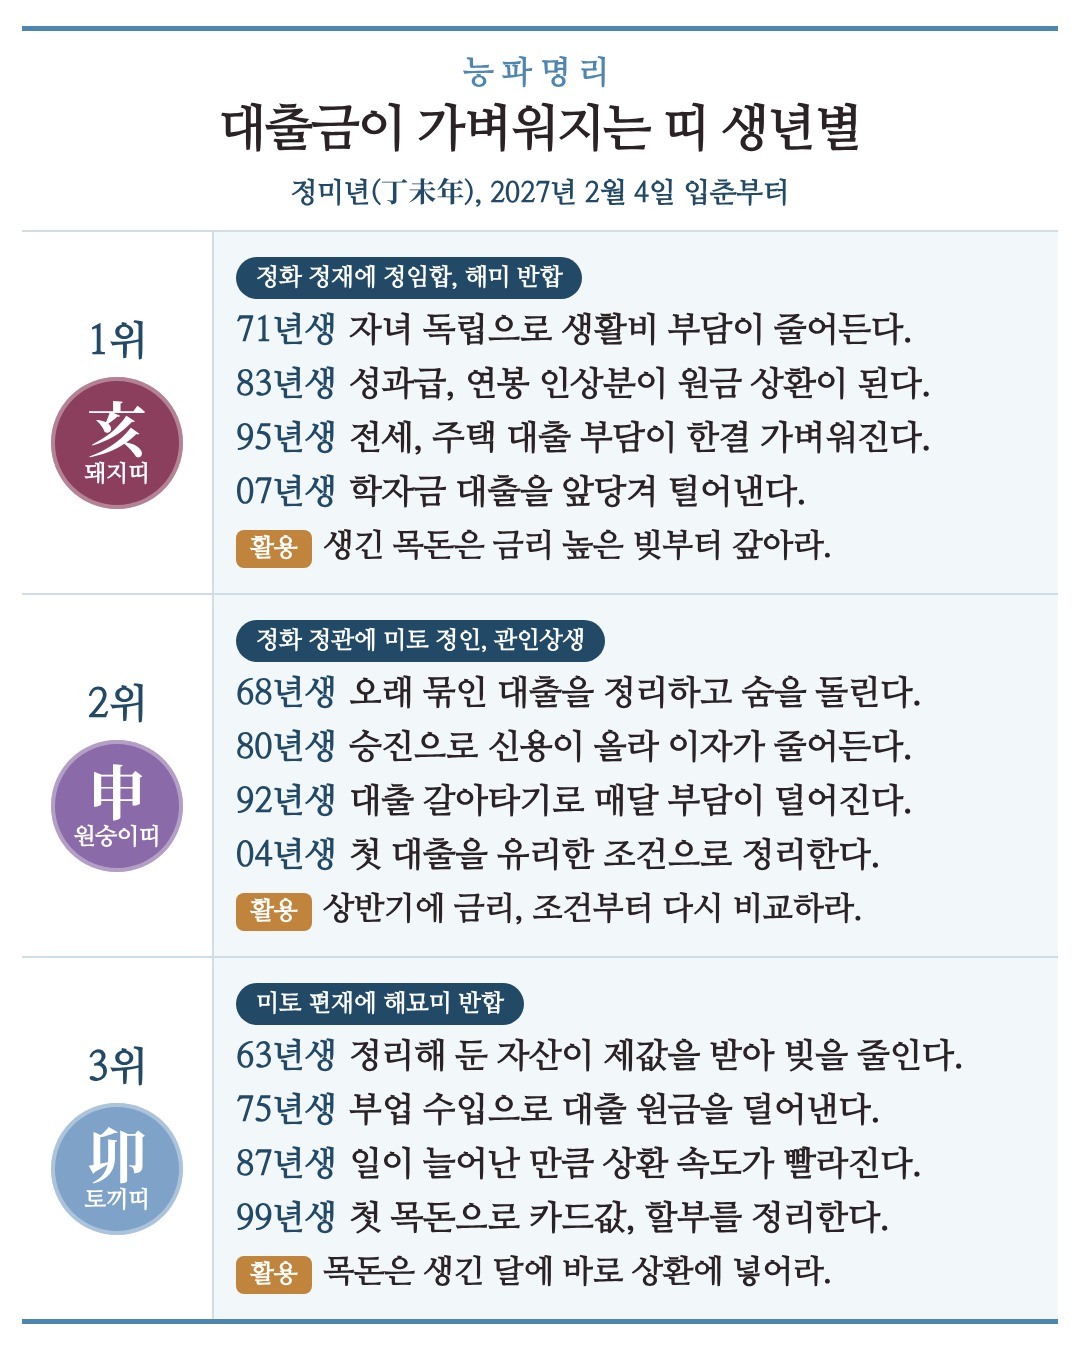 능파명리
대출금이 가벼워지는 띠 생년별
정미년(丁未年), 2027년 2월 4일 입춘부터
1위
亥
돼지띠
정화 정재에 정임합, 해미 반합
71년생 자녀 독립으로 생활비 부담이 줄어든다.
83년생 성과급, 연봉 인상분이 원금 상환이 된다.
95년생 전세, 주택 대출 부담이 한결 가벼워진다.
07년생 학자금 대출을 앞당겨 털어낸다.
활용 생긴 목돈은 금리 높은 빚부터 갚아라.
2위
申
원숭이띠
정화 정관에 미토 정인, 관인상생
68년생 오래 묶인 대출을 정리하고 숨을 돌린다.
80년생 승진으로 신용이 올라 이자가 줄어든다.
92년생 대출 갈아타기로 매달 부담이 덜어진다.
04년생 첫 대출을 유리한 조건으로 정리한다.
활용 상반기에 금리, 조건부터 다시 비교하라.
3위
卯
토끼띠
미토 편재에 해묘미 반합
63년생 정리해 둔 자산이 제값을 받아 빚을 줄인다.
75년생 부업 수입으로 대출 원금을 덜어낸다.
87년생 일이 늘어난 만큼 상환 속도가 빨라진다.
99년생 첫 목돈으로 카드값, 할부를 정리한다.
활용 목돈은 생긴 달에 바로 상환에 넣어라.